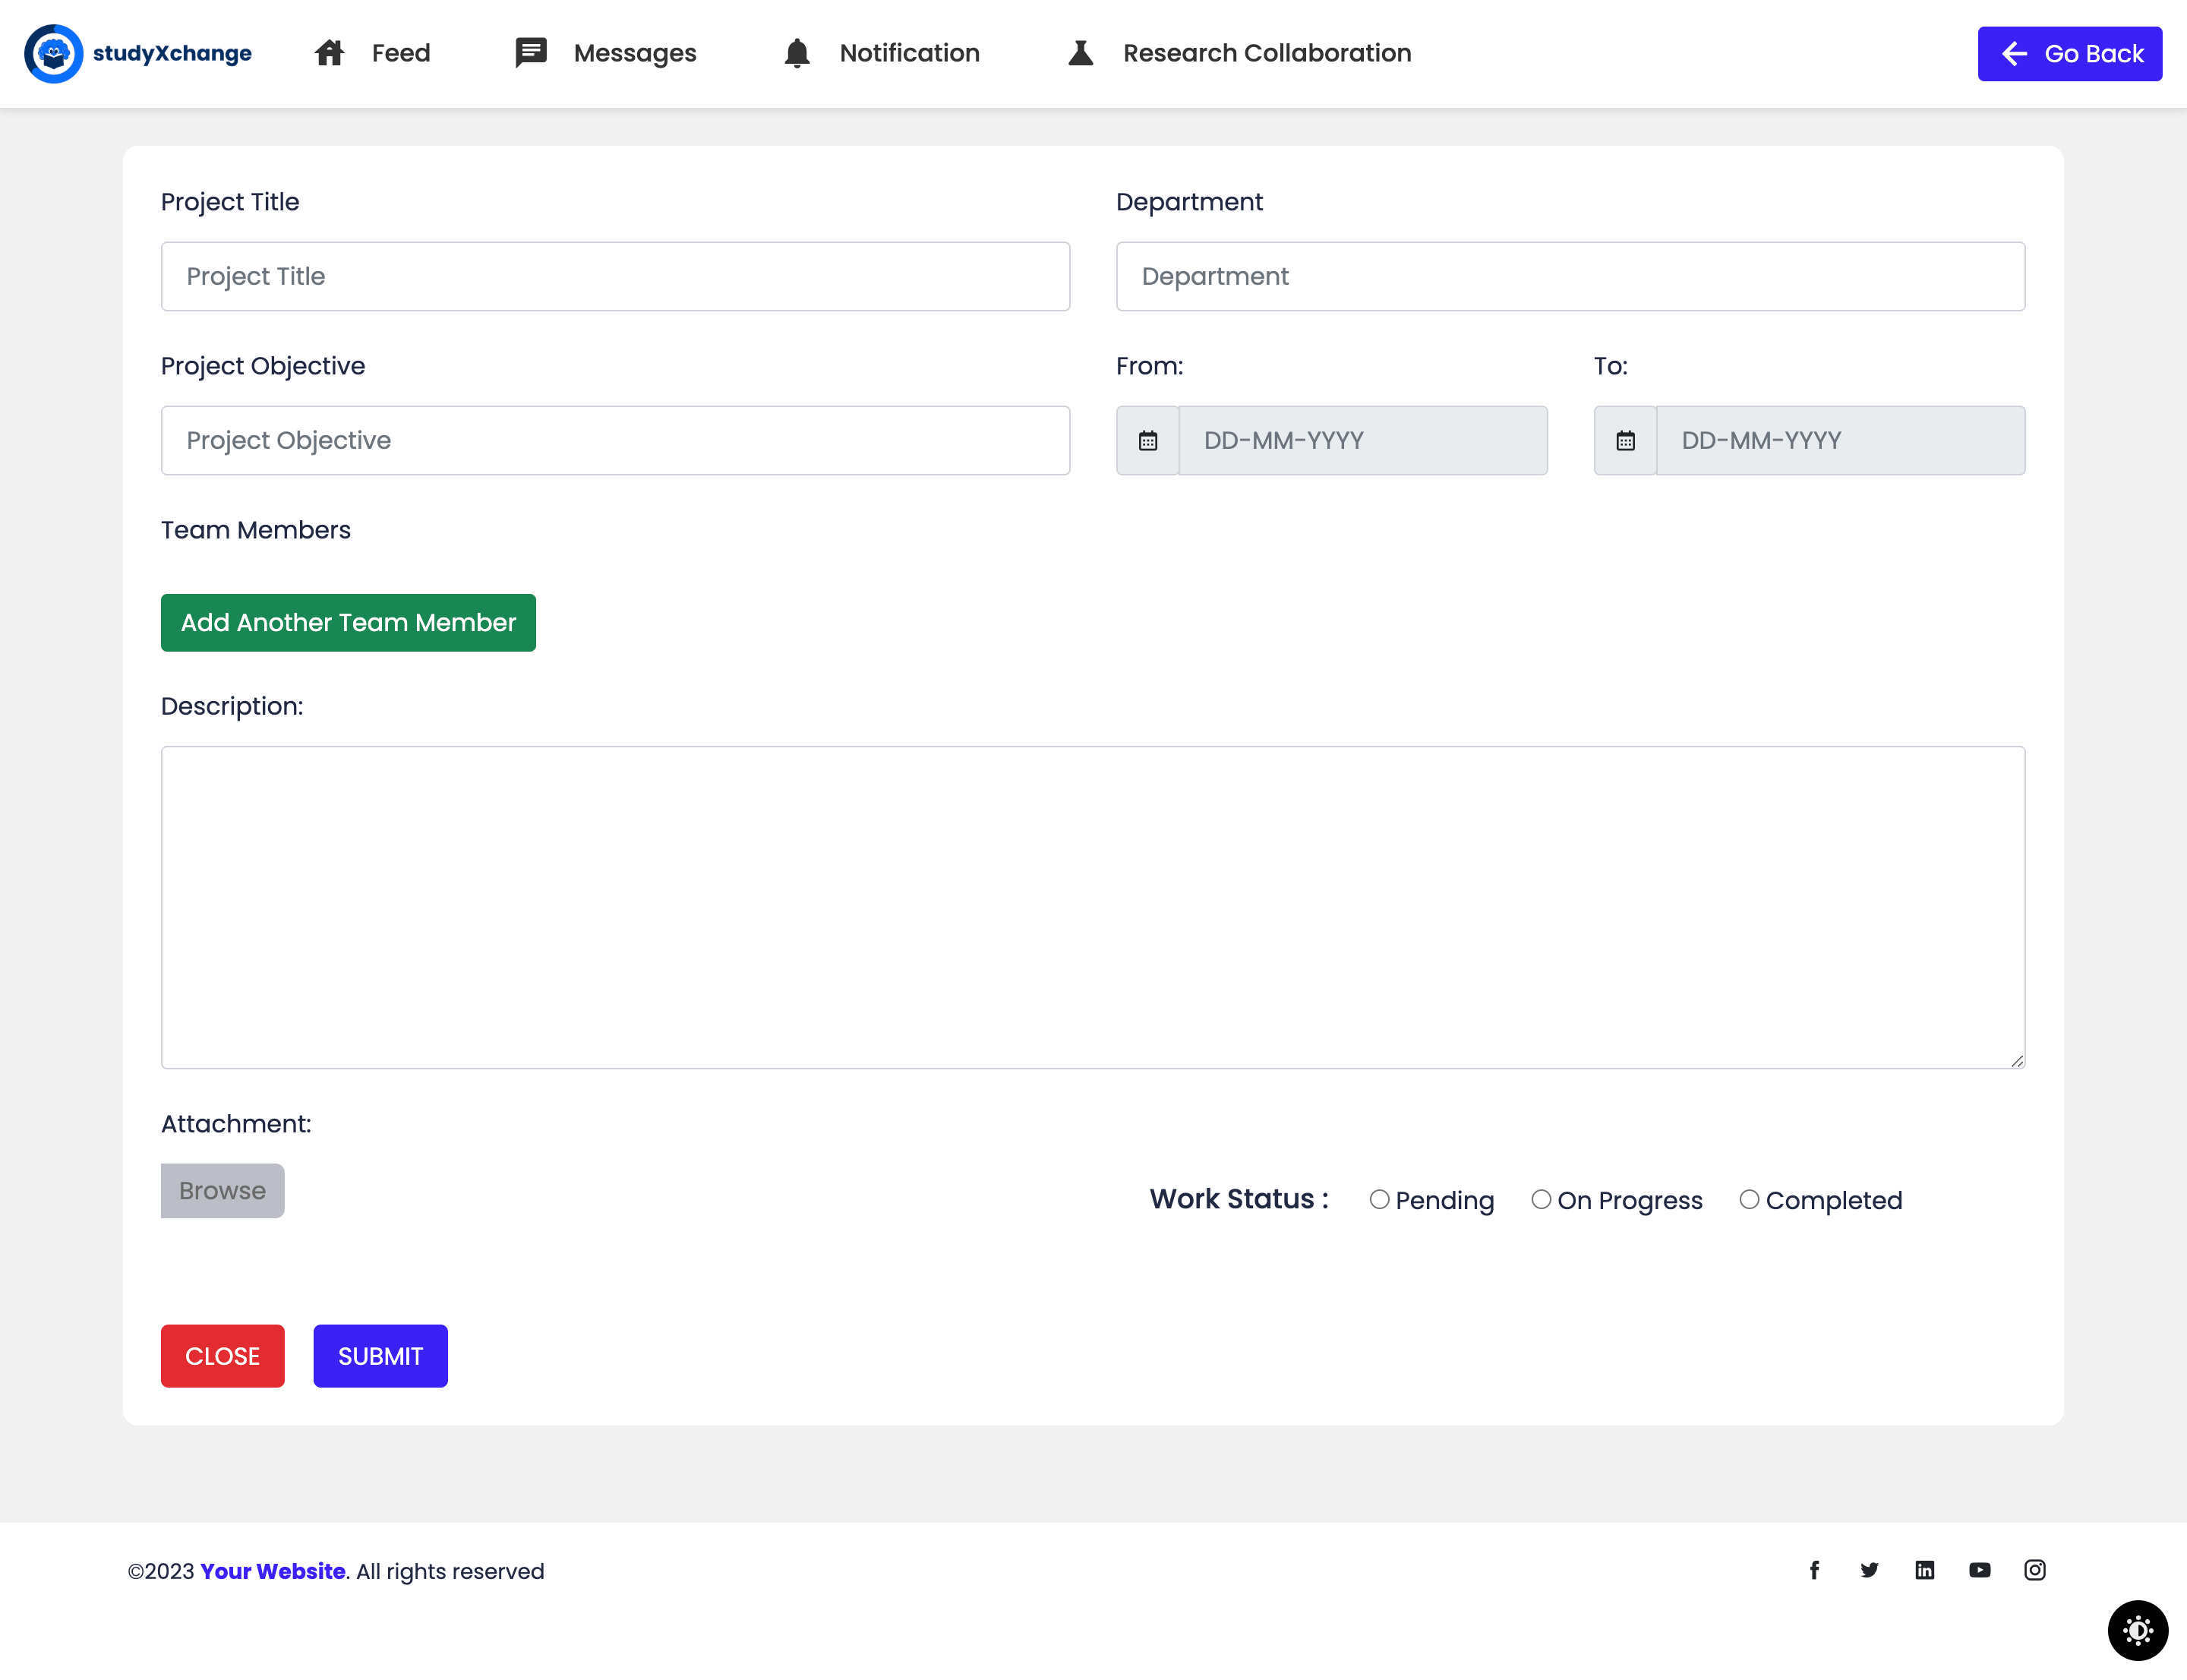 studyXchange
Feed
Messages
Notification
Research Collaboration
Go Back
Project Title
Department
Project Title
Department
Project Objective
From:
To:
Project Objective
DD-MM-YYYY
DD-MM-YYYY
Team Members
Add Another Team Member
Description:
Attachment:
Browse
Work Status :
Pending
On Progress
Completed
CLOSE
SUBMIT
©2023 Your Website. All rights reserved